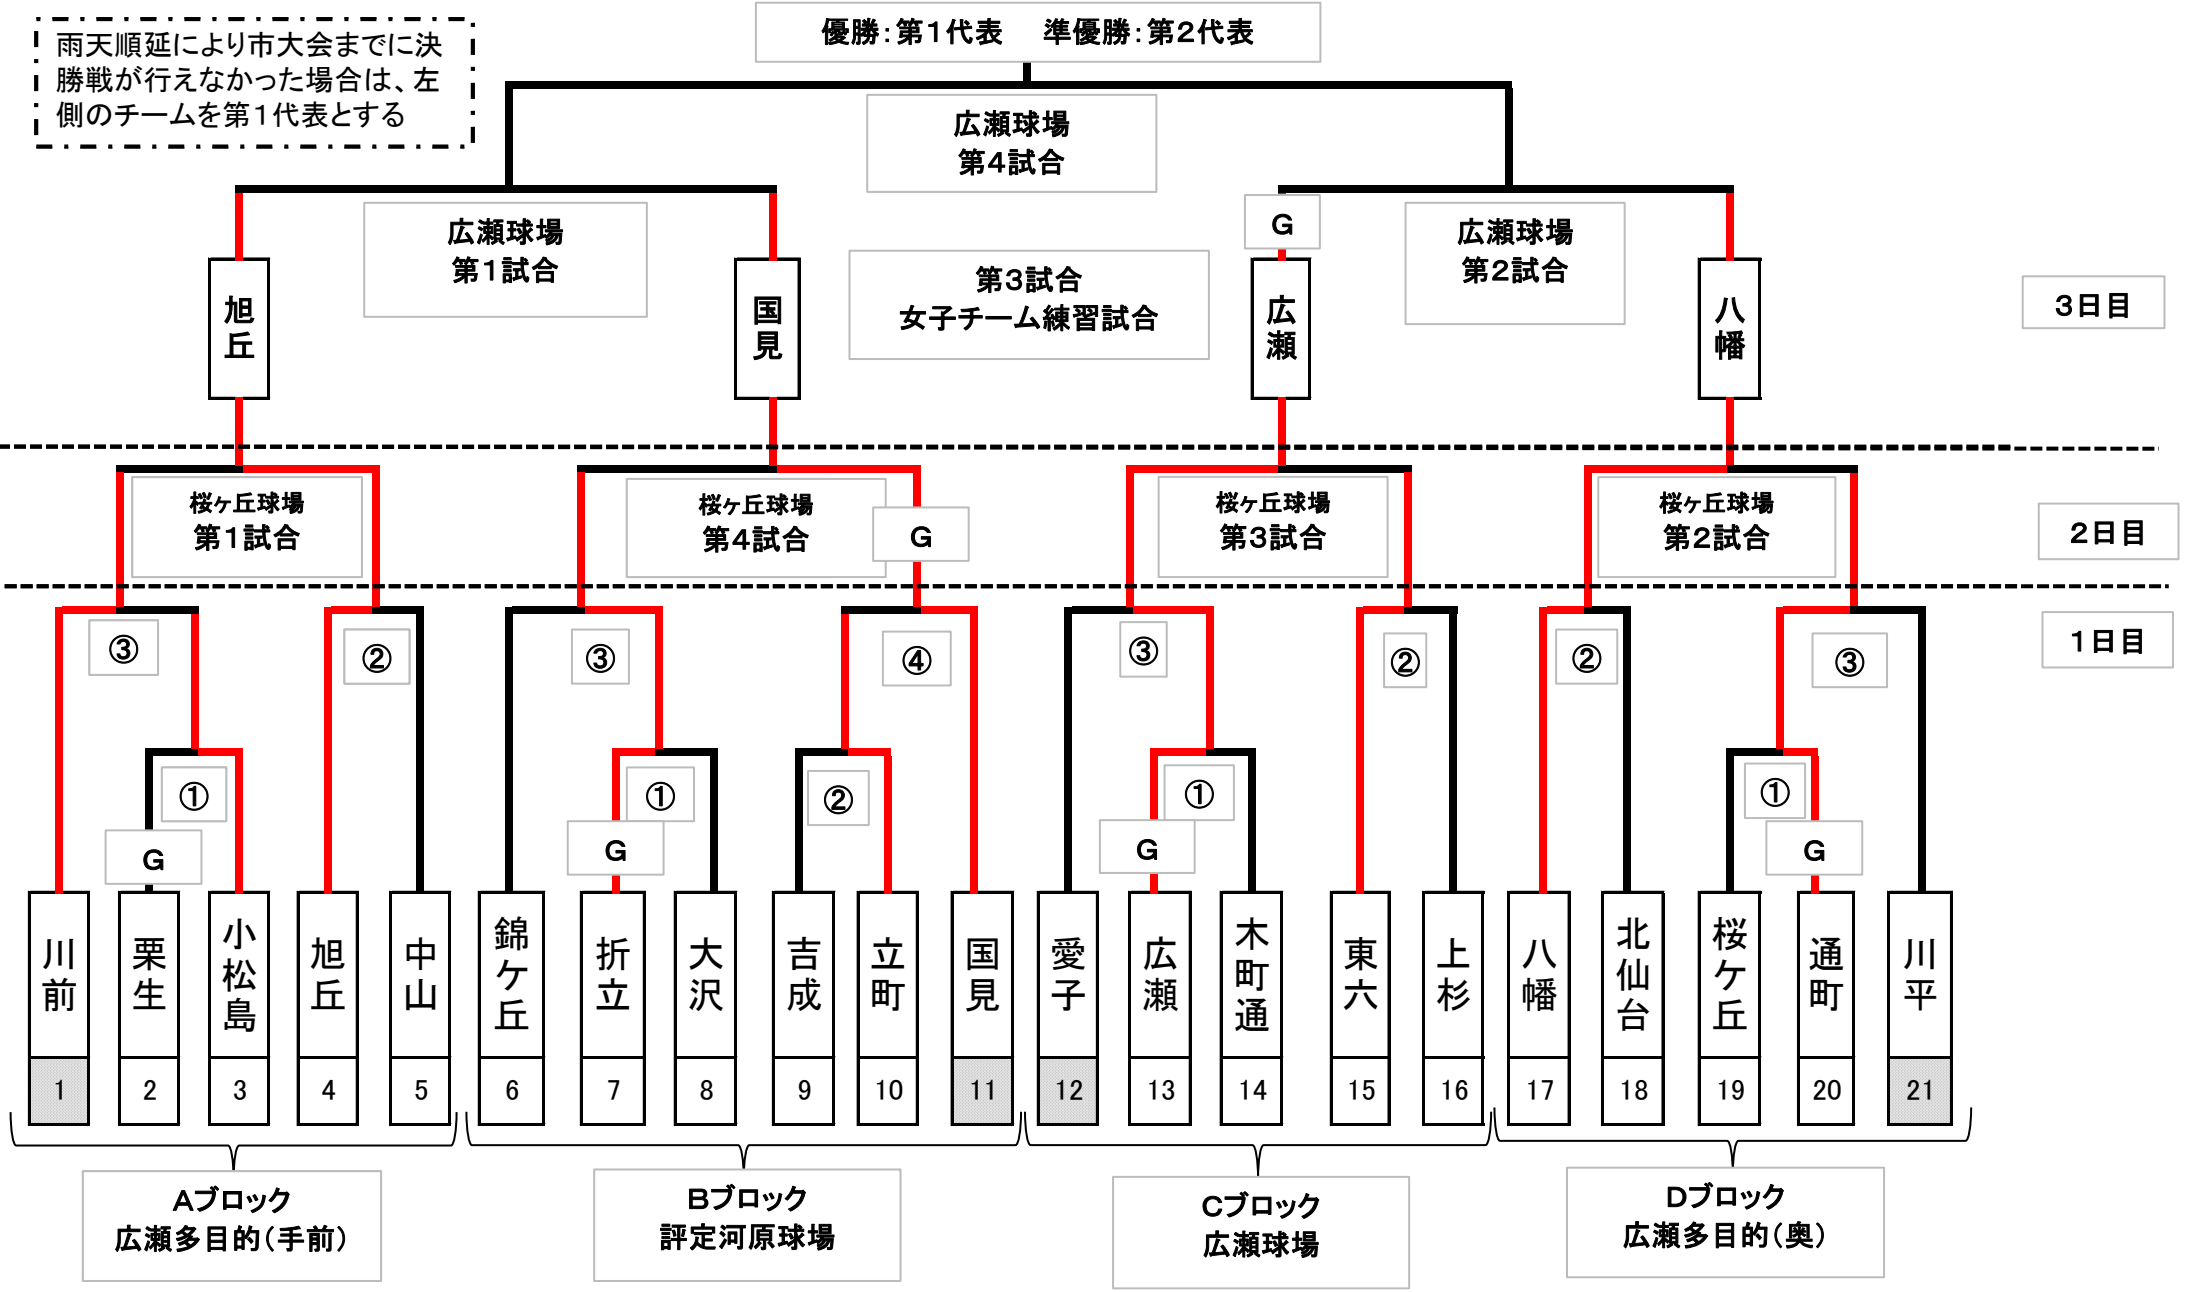 優勝：第１代表　準優勝：第２代表
雨天順延により市大会までに決
勝戦が行えなかった場合は、左
側のチームを第１代表とする
広瀬球場
第４試合
広瀬球場
第１試合
G
広瀬球場
第２試合
第３試合
女子チーム練習試合
旭丘
国見
広瀬
八幡
３日目
桜ヶ丘球場
第１試合
桜ヶ丘球場
第４試合
G
桜ヶ丘球場
第３試合
桜ヶ丘球場
第２試合
２日目
③
②
③
④
③
②
②
③
１日目
①
①
②
①
①
G
G
G
G
川前
栗生
小松島
旭丘
中山
錦ケ丘
折立
大沢
吉成
立町
国見
愛子
広瀬
木町通
東六
上杉
八幡
北仙台
桜ケ丘
通町
川平
1
2
3
4
5
6
7
8
9
10
11
12
13
14
15
16
17
18
19
20
21
Aブロック
広瀬多目的（手前）
Bブロック
評定河原球場
Cブロック
広瀬球場
Dブロック
広瀬多目的（奥）